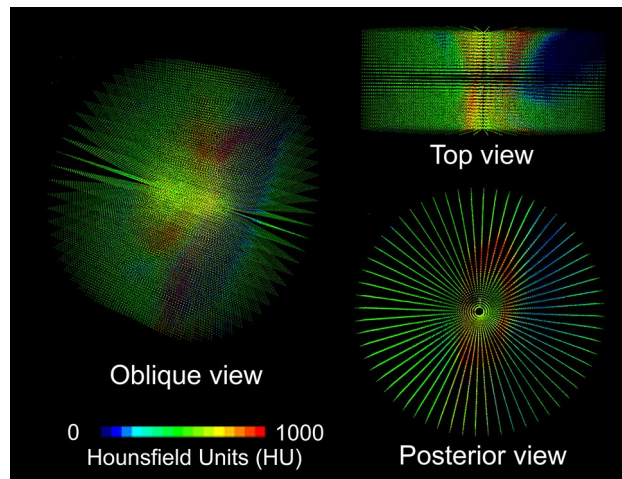 Top view
Oblique view
0 1000
Hounsfield Units (HU)
Posterior view